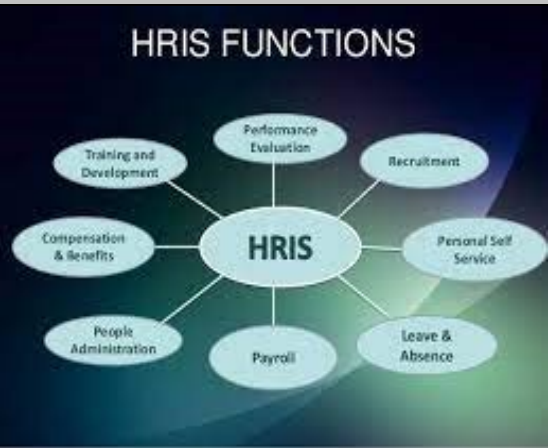 HRIS FUNCTIONS
Performance
Evaluation
Training and
Development
Recruitment
Compensation
& Benefits
HRIS
Personal Self
Service
People
Administration
Payroll
Leave &
Absence